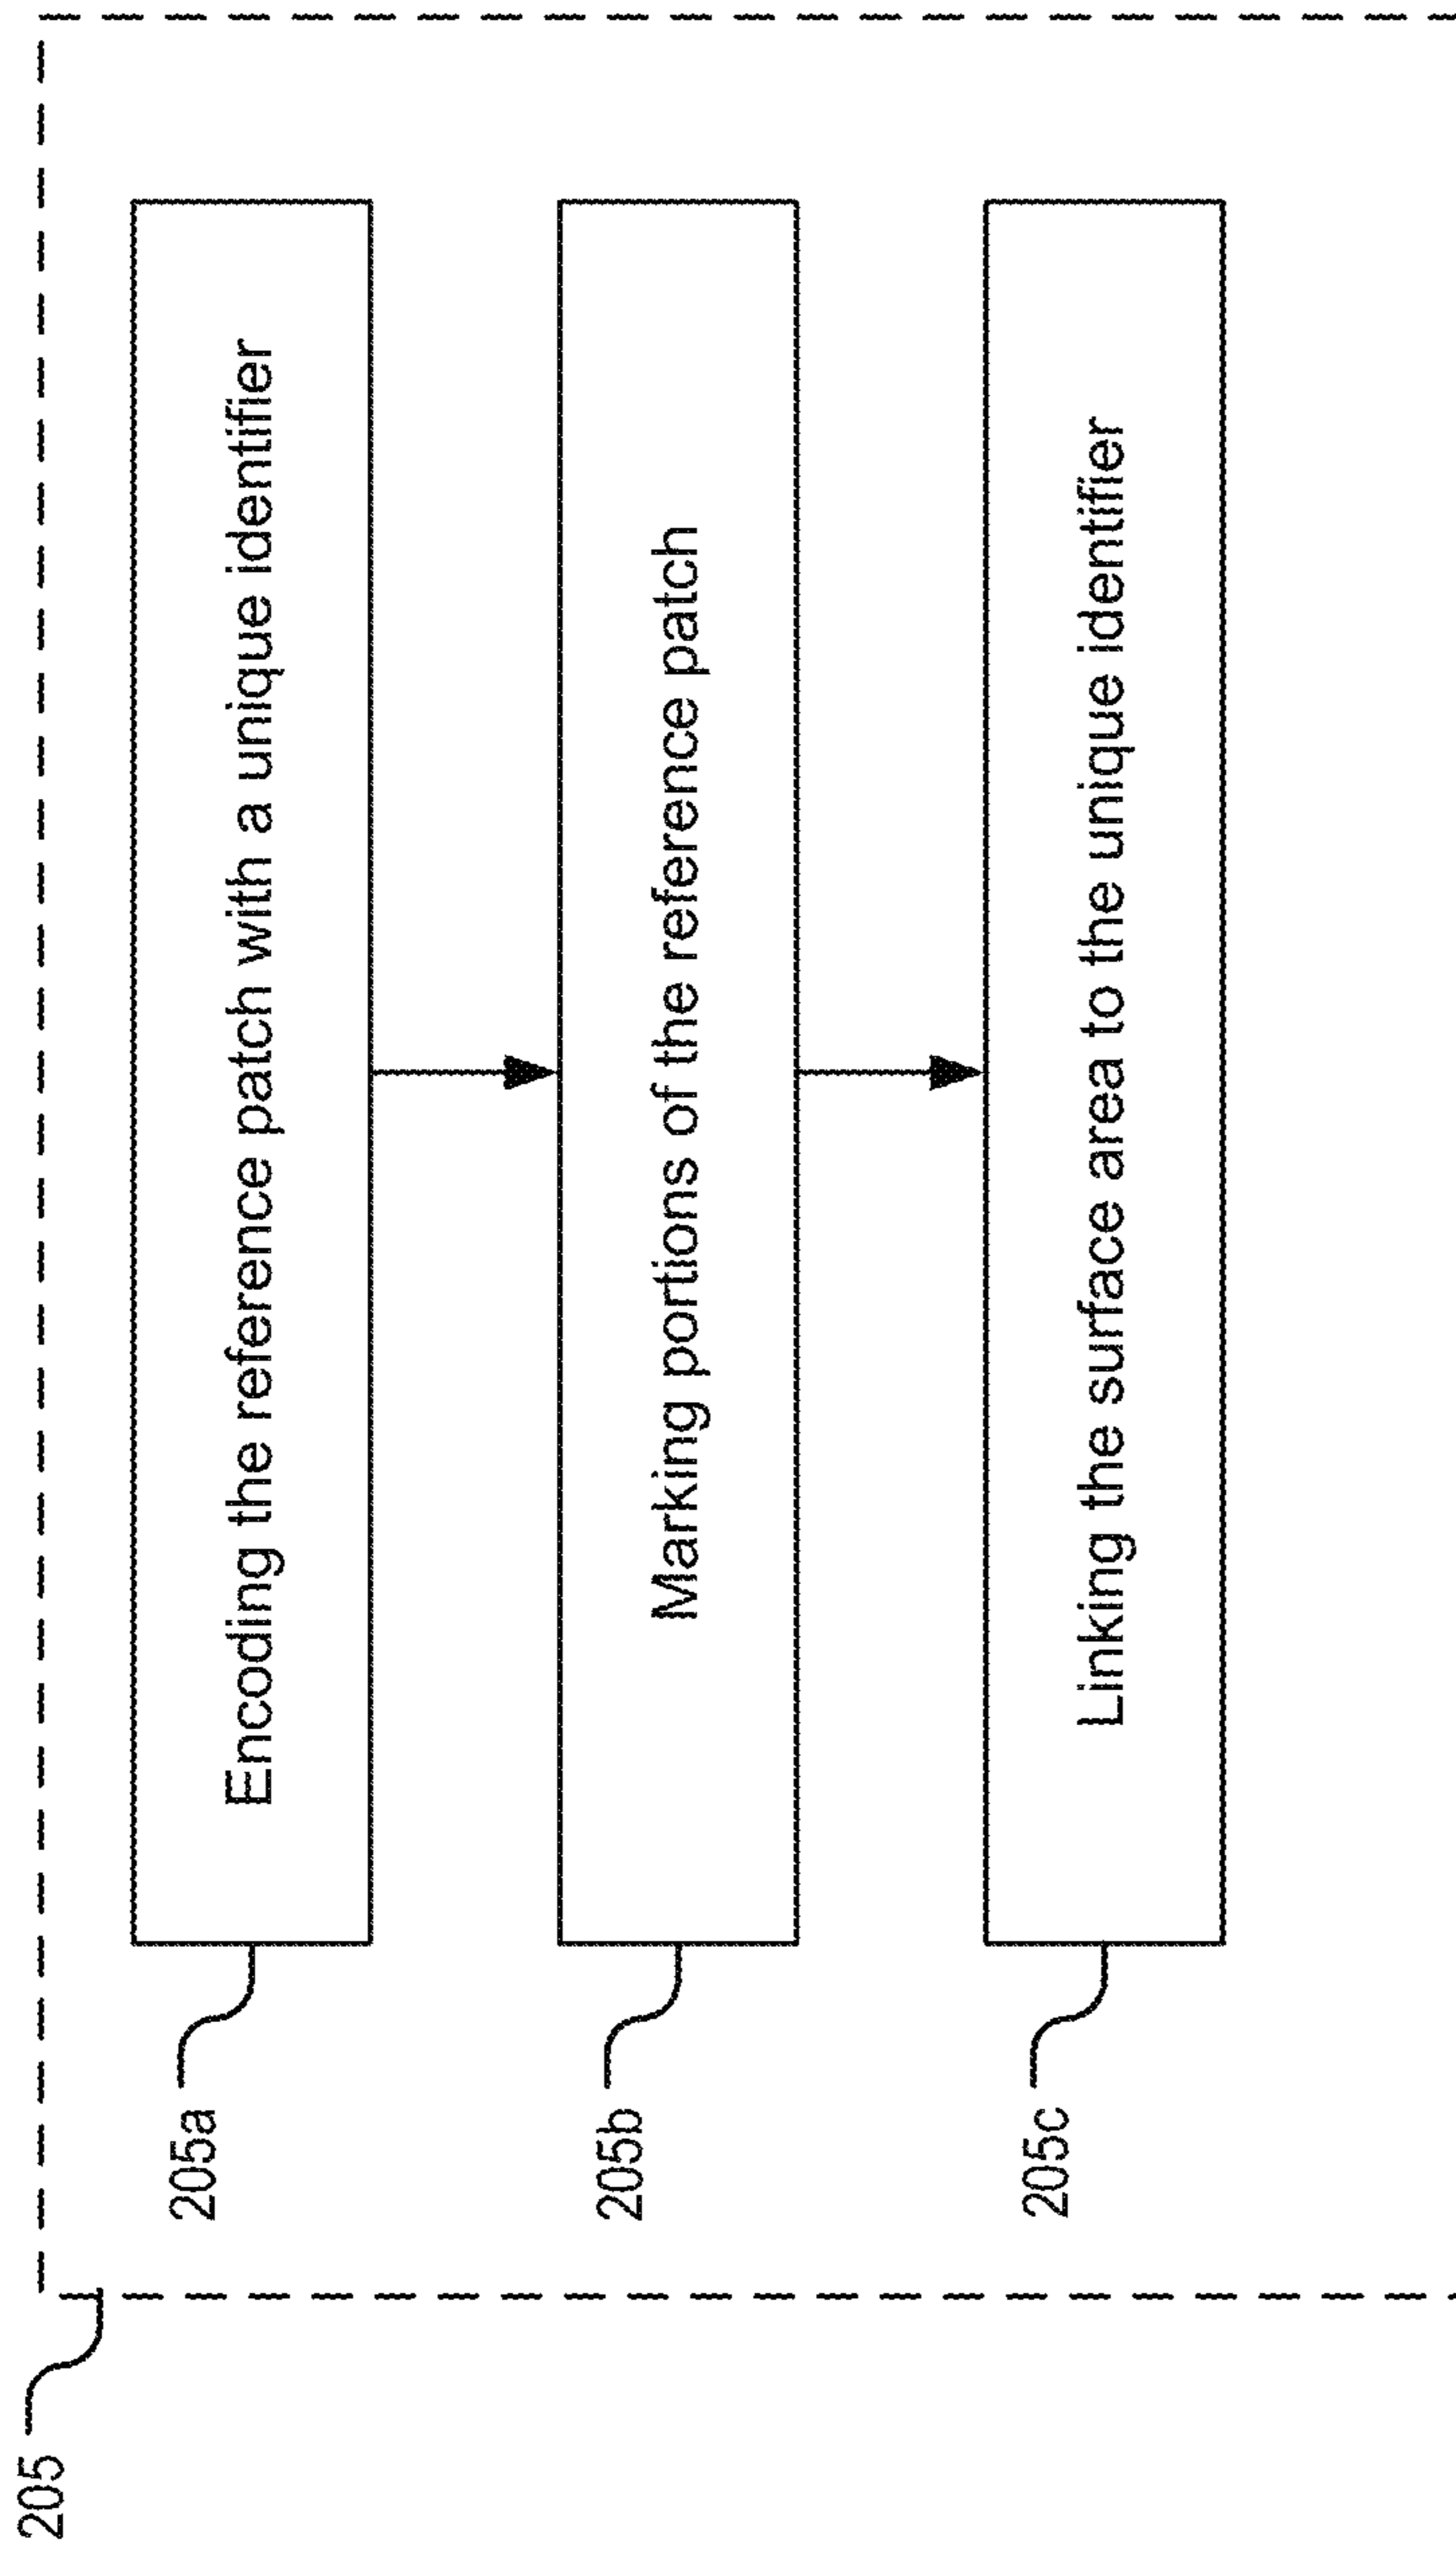 205
205a
Encoding the reference patch with a unique identifier
205b
Marking portions of the reference patch
205c
Linking the surface area to the unique identifier